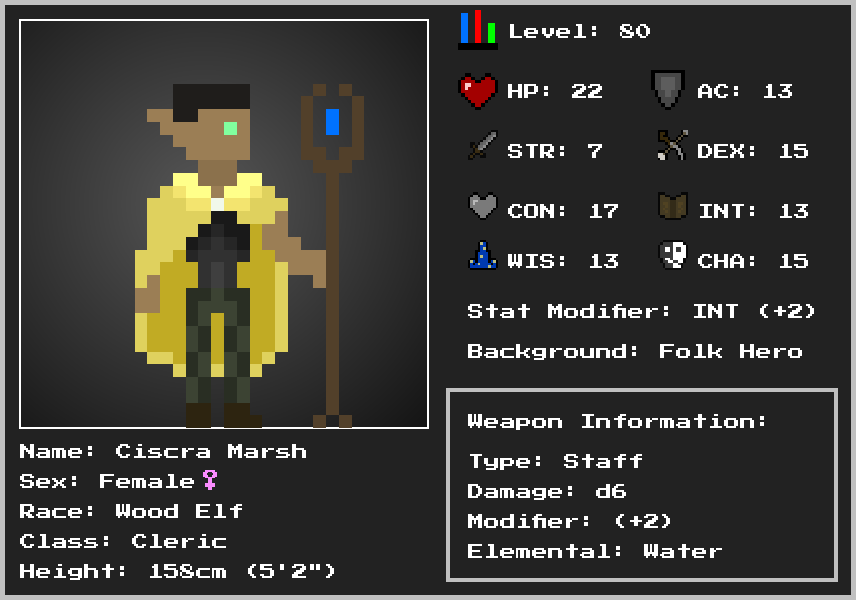 Level: 80
HP: 22 AC: 13
STR: 7 DEX: 15
CON: 17 INT: 13
WIS: 13 CHA: 15
Stat Modifier: INT (+2)
Background: Folk Hero
Weapon Information:
Type: Staff
Damage: d6
Modifier: (+2)
Elemental: Water
Name: Ciscra Marsh
Sex: Female♀
Race: Wood Elf
Class: Cleric
Height: 158cm (5'2")